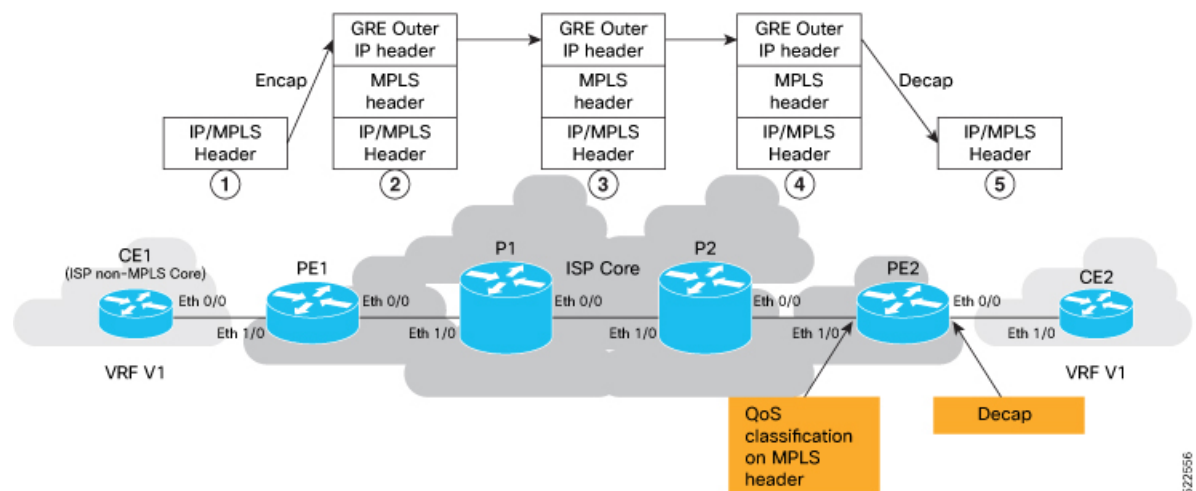 GRE Outer
IP header
GRE Outer
IP header
GRE Outer
IP header
Encap
MPLS
header
MPLS
header
MPLS
header
Decap
IP/MPLS
Header
IP/MPLS
Header
IP/MPLS
Header
IP/MPLS
Header
IP/MPLS
Header
1
2
3
4
5
CE1
(ISP non-MPLS Core)
PE1
P1
ISP Core
P2
PE2
CE2
Eth 0/0
Eth 1/0
Eth 0/0
Eth 1/0
Eth 0/0
Eth 1/0
Eth 0/0
Eth 1/0
Eth 0/0
Eth 1/0
VRF V1
VRF V1
QoS
classification
on MPLS
header
Decap
522556